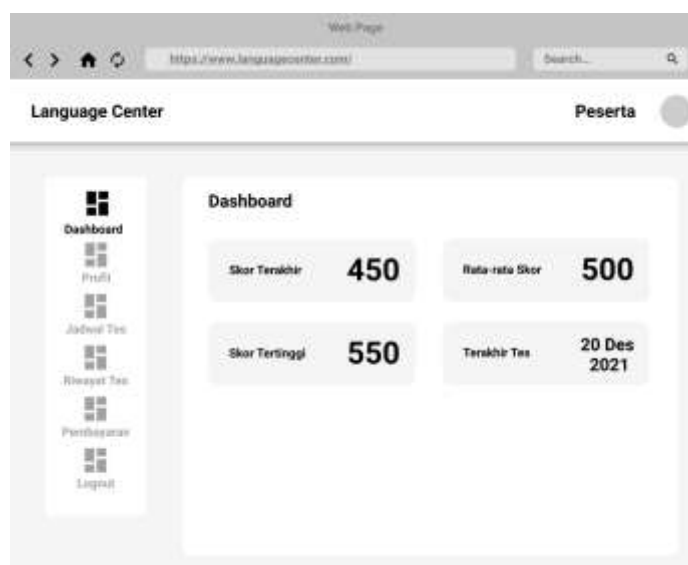 Web Page
https://www.languagecenter.com/
Search...
Language Center
Peserta
Dashboard
Profil
Jadwal Tes
Riwayat Tes
Pembayaran
Logout
Dashboard
Skor Terakhir 450
Rata-rata Skor 500
Skor Tertinggi 550
Terakhir Tes
20 Des
2021